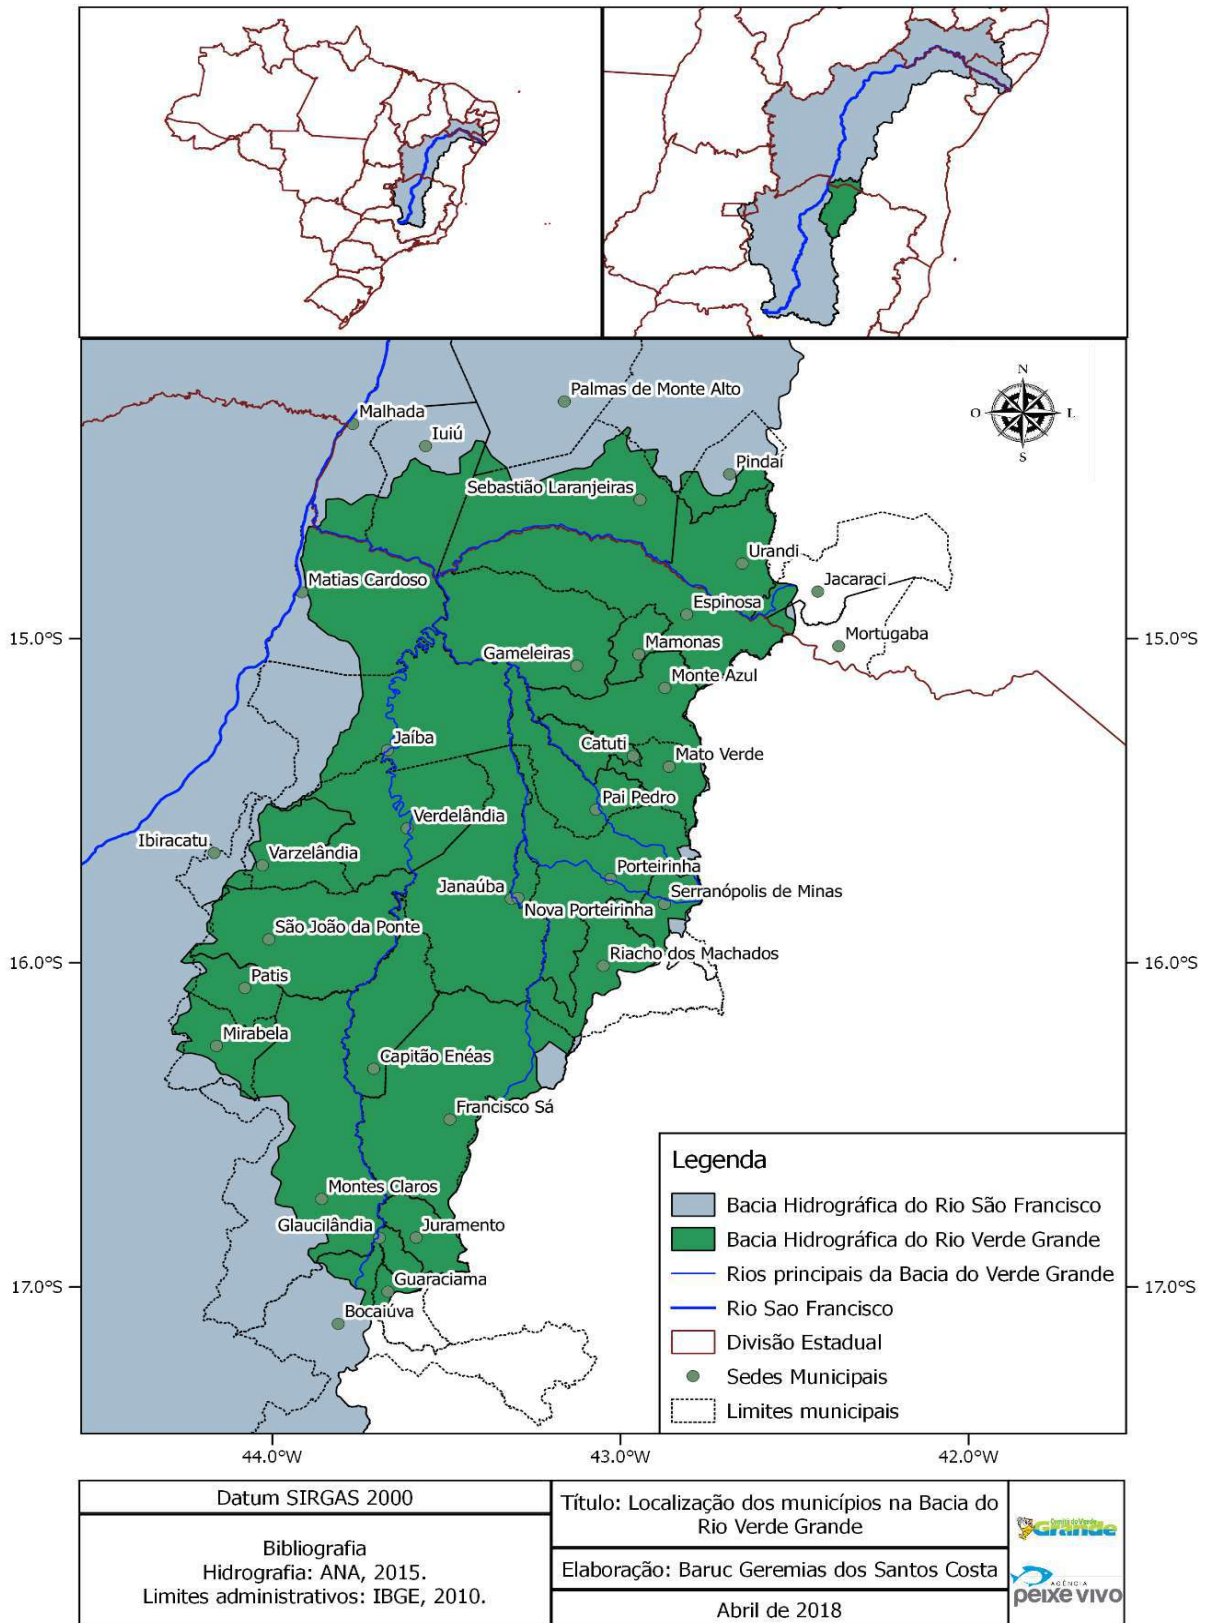 Palmas de Monte Alto
Malhada
Iuiú
N
O
L
S
Pindaí
Sebastião Laranjeiras
Urandi
Jacaraci
Matias Cardoso
Espinosa
Mortugaba
15.0°S
15.0°S
Mamonas
Gameleiras
Monte Azul
Jaíba
Catuti
Mato Verde
Pai Pedro
Verdelândia
Ibiracatu
Varzelândia
Porteirinha
Janaúba
Serranópolis de Minas
Nova Porteirinha
São João da Ponte
Riacho dos Machados
16.0°S
16.0°S
Patis
Mirabela
Capitão Enéas
Francisco Sá
Montes Claros
Glaucilândia
Juramento
Guaraciama
17.0°S
17.0°S
Bocaiúva
Legenda
Bacia Hidrográfica do Rio São Francisco
Bacia Hidrográfica do Rio Verde Grande
Rios principais da Bacia do Verde Grande
Rio Sao Francisco
Divisão Estadual
Sedes Municipais
Limites municipais
44.0°W
43.0°W
42.0°W
Datum SIRGAS 2000
Bibliografia
Hidrografia: ANA, 2015.
Limites administrativos: IBGE, 2010.
Título: Localização dos municípios na Bacia do
Rio Verde Grande
Elaboração: Baruc Geremias dos Santos Costa
Abril de 2018
Comitê do Verde
Grande
AGÊNCIA
peixe vivo